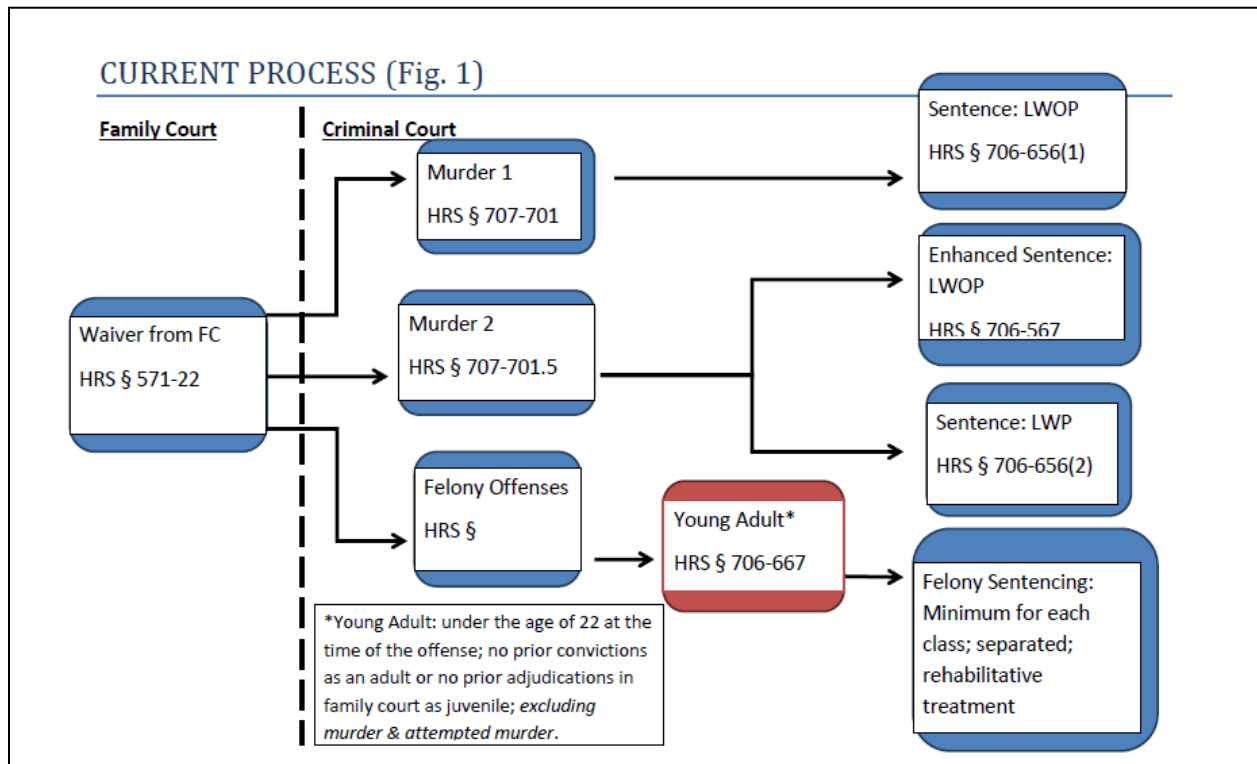 CURRENT PROCESS (Fig. 1)
Family Court
Criminal Court
Waiver from FC
HRS § 571-22
Murder 1
HRS § 707-701
Murder 2
HRS § 707-701.5
Felony Offenses
HRS §
Young Adult*
HRS § 706-667
Sentence: LWOP
HRS § 706-656(1)
Enhanced Sentence:
LWOP
HRS § 706-567
Sentence: LWP
HRS § 706-656(2)
Felony Sentencing:
Minimum for each
class; separated;
rehabilitative
treatment
*Young Adult: under the age of 22 at the
time of the offense; no prior convictions
as an adult or no prior adjudications in
family court as juvenile; excluding
murder & attempted murder.